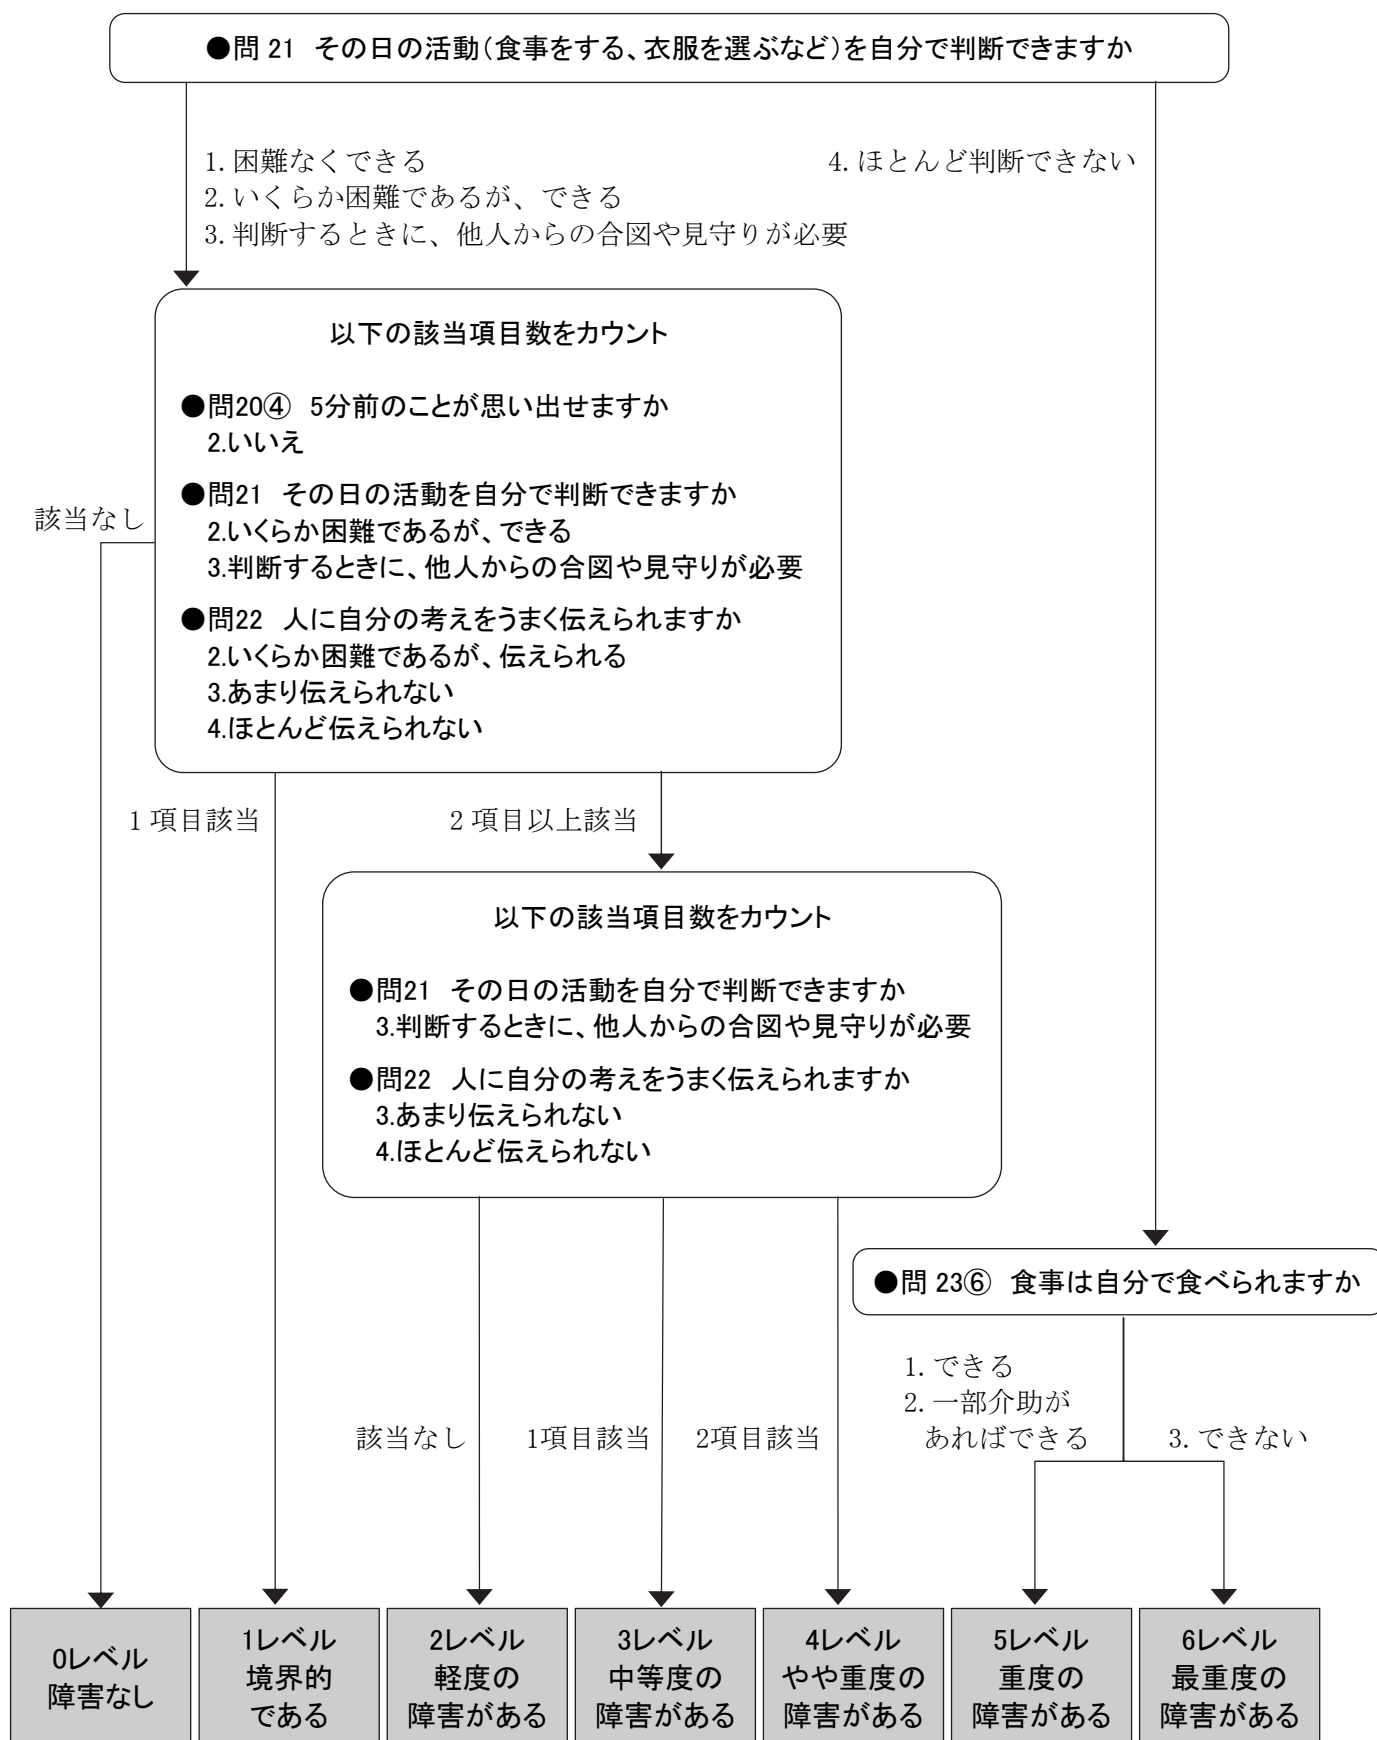 ●問 21 その日の活動(食事をする、衣服を選ぶなど)を自分で判断できますか
1.困難なくできる
2.いくらか困難であるが、できる
3.判断するときに、他人からの合図や見守りが必要
4.ほとんど判断できない
以下の該当項目数をカウント
●問20④ 5分前のことが思い出せますか
2.いいえ
●問21 その日の活動を自分で判断できますか
2.いくらか困難であるが、できる
3.判断するときに、他人からの合図や見守りが必要
●問22 人に自分の考えをうまく伝えられますか
2.いくらか困難であるが、伝えられる
3.あまり伝えられない
4.ほとんど伝えられない
該当なし
1項目該当
2項目以上該当
以下の該当項目数をカウント
●問21 その日の活動を自分で判断できますか
3.判断するときに、他人からの合図や見守りが必要
●問22 人に自分の考えをうまく伝えられますか
3.あまり伝えられない
4.ほとんど伝えられない
●問 23⑥ 食事は自分で食べられますか
該当なし
1項目該当
2項目該当
1.できる
2.一部介助が
あればできる
3.できない
0レベル
障害なし
1レベル
境界的
である
2レベル
軽度の
障害がある
3レベル
中等度の
障害がある
4レベル
やや重度の
障害がある
5レベル
重度の
障害がある
6レベル
最重度の
障害がある